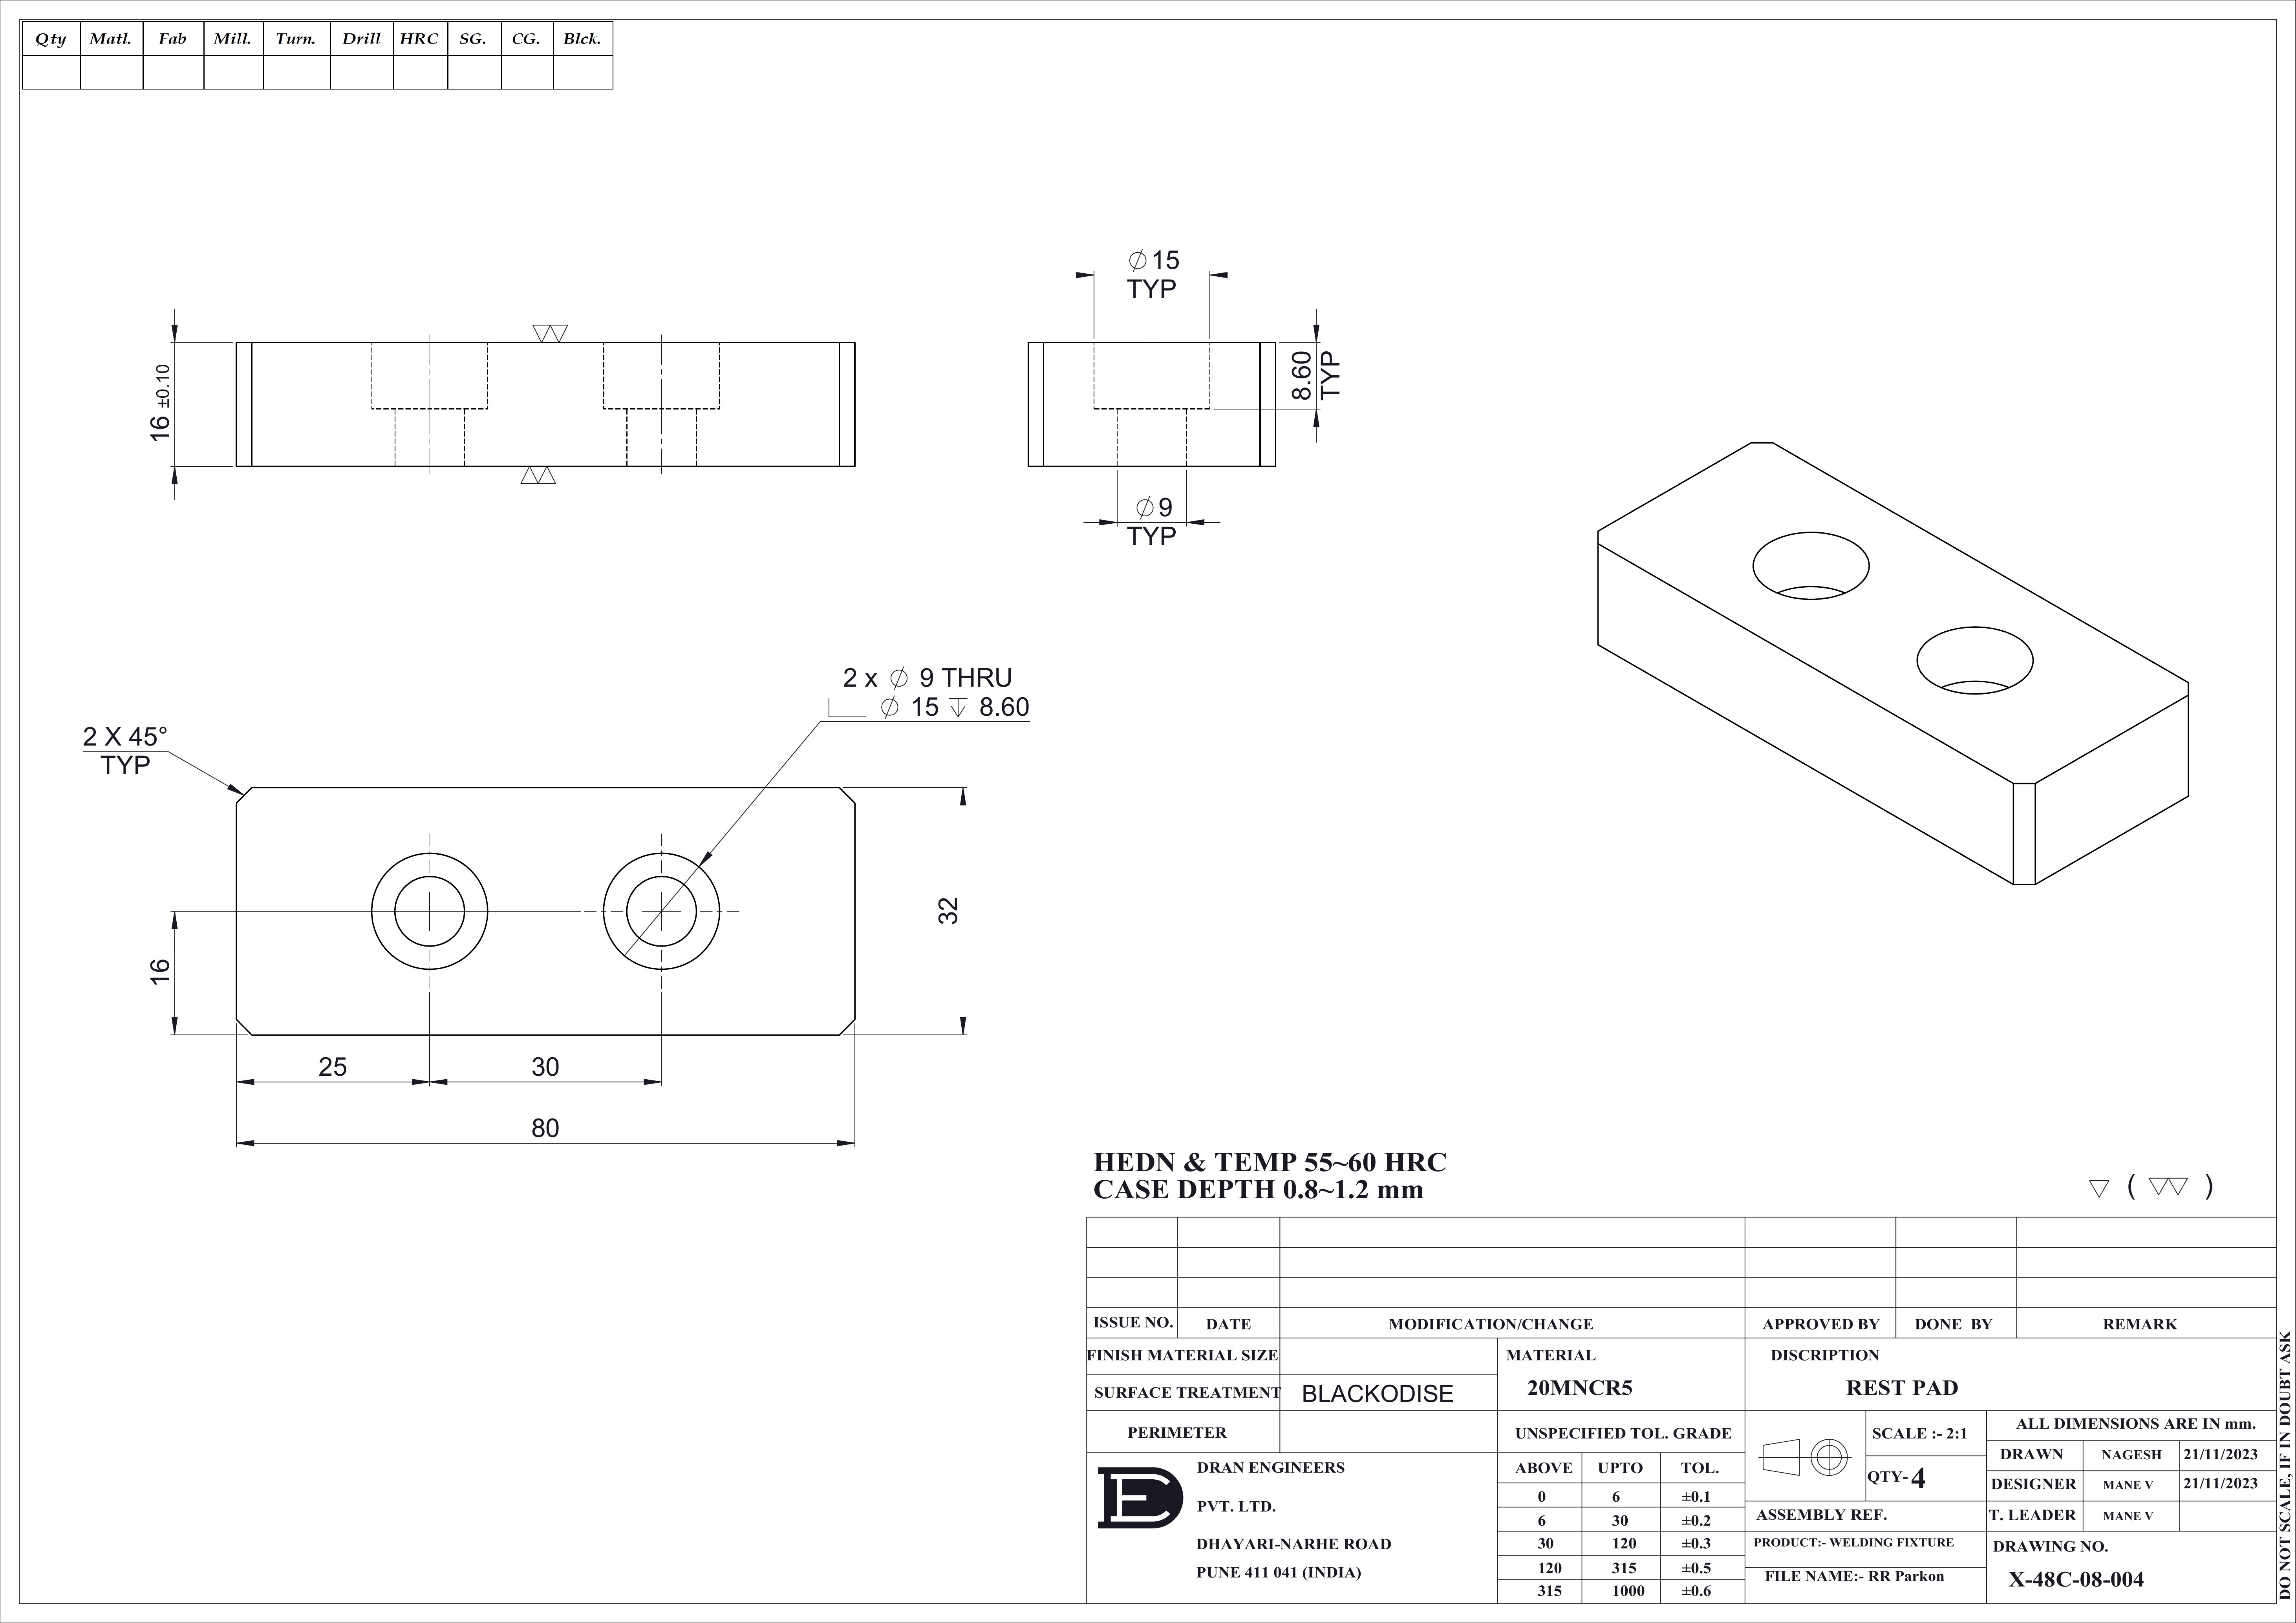 Qty Matl. Fab Mill. Turn. Drill HRC SG. CG. Blck.
⌀15
TYP
16 ±0.10
8.60
TYP
⌀9
TYP
2 x ⌀ 9 THRU
⌴ ⌀ 15 ↧ 8.60
2 X 45°
TYP
32
16
25 30
80
HEDN & TEMP 55~60 HRC
CASE DEPTH 0.8~1.2 mm
( )
ISSUE NO. DATE MODIFICATION/CHANGE APPROVED BY DONE BY REMARK
FINISH MATERIAL SIZE
MATERIAL
20MNCR5
DISCRIPTION
REST PAD
SURFACE TREATMENT BLACKODISE
PERIMETER
UNSPECIFIED TOL. GRADE
ABOVE UPTO TOL.
0 6 ±0.1
6 30 ±0.2
30 120 ±0.3
120 315 ±0.5
315 1000 ±0.6
DE
DRAN ENGINEERS
PVT. LTD.
DHAYARI-NARHE ROAD
PUNE 411 041 (INDIA)
SCALE :- 2:1
QTY-4
ALL DIMENSIONS ARE IN mm.
DRAWN NAGESH 21/11/2023
DESIGNER MANE V 21/11/2023
T. LEADER MANE V
ASSEMBLY REF.
PRODUCT:- WELDING FIXTURE
FILE NAME:- RR Parkon
DRAWING NO.
X-48C-08-004
DO NOT SCALE, IF IN DOUBT ASK